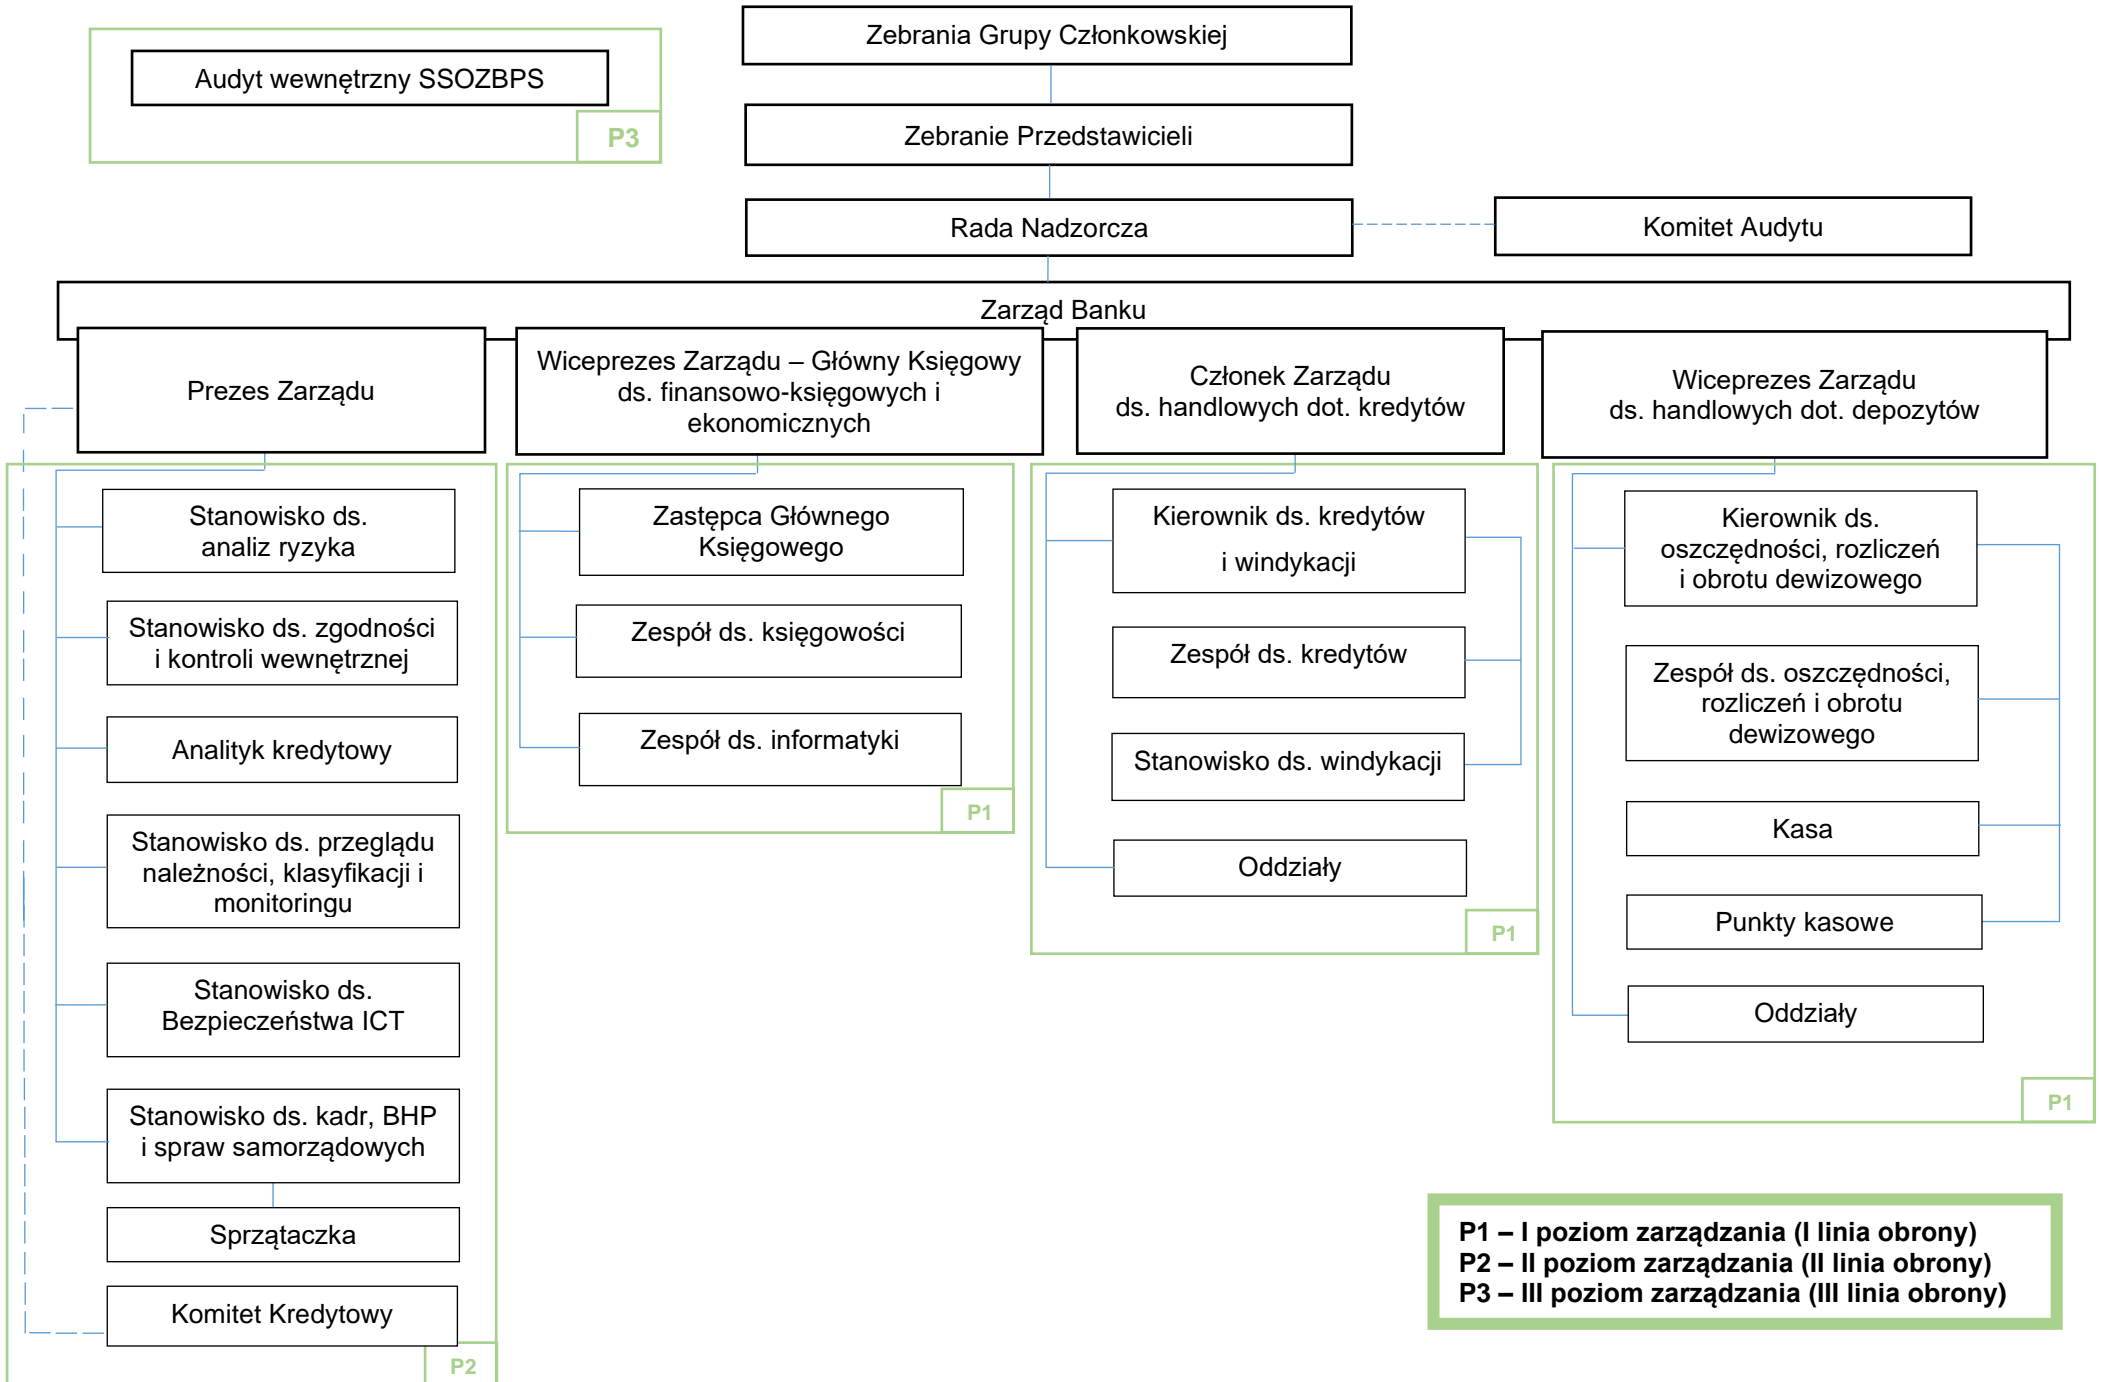 Zebrania Grupy Członkowskiej
Audyt wewnętrzny SSOZBPS
P3
Zebranie Przedstawicieli
Rada Nadzorcza
Komitet Audytu
Zarząd Banku
Prezes Zarządu
Wiceprezes Zarządu – Główny Księgowy
ds. finansowo-księgowych i
ekonomicznych
Członek Zarządu
ds. handlowych dot. kredytów
Wiceprezes Zarządu
ds. handlowych dot. depozytów
Stanowisko ds.
analiz ryzyka
Stanowisko ds. zgodności
i kontroli wewnętrznej
Analityk kredytowy
Stanowisko ds. przeglądu
należności, klasyfikacji i
monitoringu
Stanowisko ds.
Bezpieczeństwa ICT
Stanowisko ds. kadr, BHP
i spraw samorządowych
Sprzątaczka
Komitet Kredytowy
P2
Zastępca Głównego
Księgowego
Zespół ds. księgowości
Zespół ds. informatyki
P1
Kierownik ds. kredytów
i windykacji
Zespół ds. kredytów
Stanowisko ds. windykacji
Oddziały
P1
Kierownik ds.
oszczędności, rozliczeń
i obrotu dewizowego
Zespół ds. oszczędności,
rozliczeń i obrotu
dewizowego
Kasa
Punkty kasowe
Oddziały
P1
P1 – I poziom zarządzania (I linia obrony)
P2 – II poziom zarządzania (II linia obrony)
P3 – III poziom zarządzania (III linia obrony)